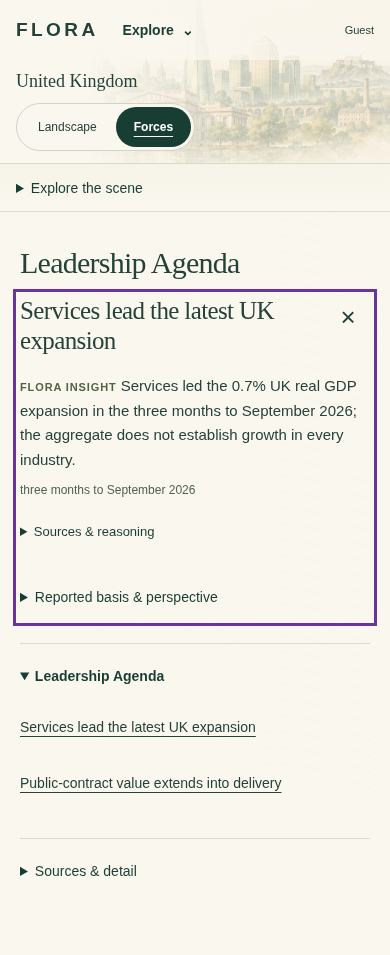 FLORA Explore Guest
United Kingdom
Landscape Forces
Explore the scene
Leadership Agenda
Services lead the latest UK
expansion
FLORA INSIGHT Services led the 0.7% UK real GDP
expansion in the three months to September 2026;
the aggregate does not establish growth in every
industry.
three months to September 2026
Sources & reasoning
Reported basis & perspective
Leadership Agenda
Services lead the latest UK expansion
Public-contract value extends into delivery
Sources & detail